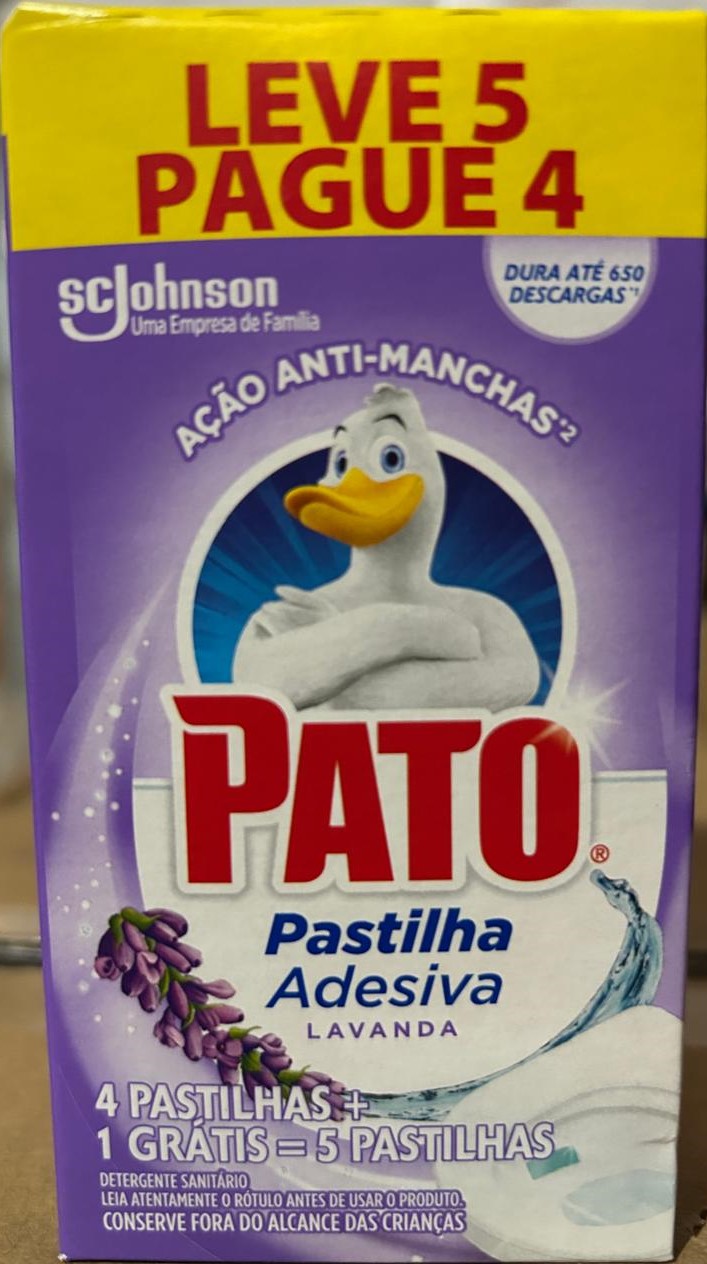 LEVE 5
PAGUE 4
SCJohnson
Uma Empresa de Família
DURA ATÉ 650
DESCARGAS*1
AÇÃO ANTI-MANCHAS*2
PATO®
Pastilha
Adesiva
LAVANDA
4 PASTILHAS +
1 GRÁTIS = 5 PASTILHAS
DETERGENTE SANITÁRIO
LEIA ATENTAMENTE O RÓTULO ANTES DE USAR O PRODUTO.
CONSERVE FORA DO ALCANCE DAS CRIANÇAS